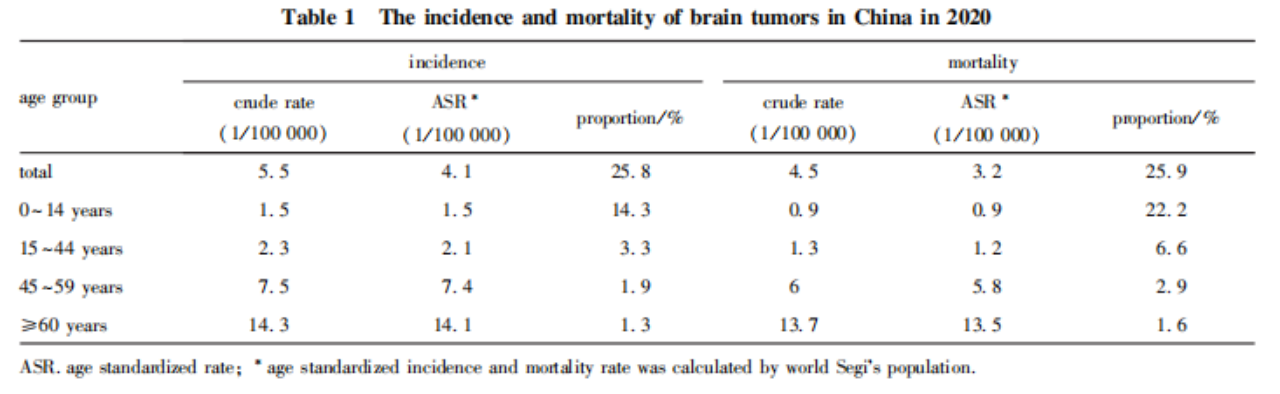 Table 1 The incidence and mortality of brain tumors in China in 2020
incidence mortality
age group crude rate ASR* proportion/% crude rate ASR* proportion/%
(1/100 000) (1/100 000) (1/100 000) (1/100 000)
total 5. 5 4. 1 25. 8 4. 5 3. 2 25. 9
0~14 years 1. 5 1. 5 14. 3 0. 9 0. 9 22. 2
15~44 years 2. 3 2. 1 3. 3 1. 3 1. 2 6. 6
45~59 years 7. 5 7. 4 1. 9 6 5. 8 2. 9
⩾60 years 14. 3 14. 1 1. 3 13. 7 13. 5 1. 6
ASR. age standardized rate; * age standardized incidence and mortality rate was calculated by world Segi's population.